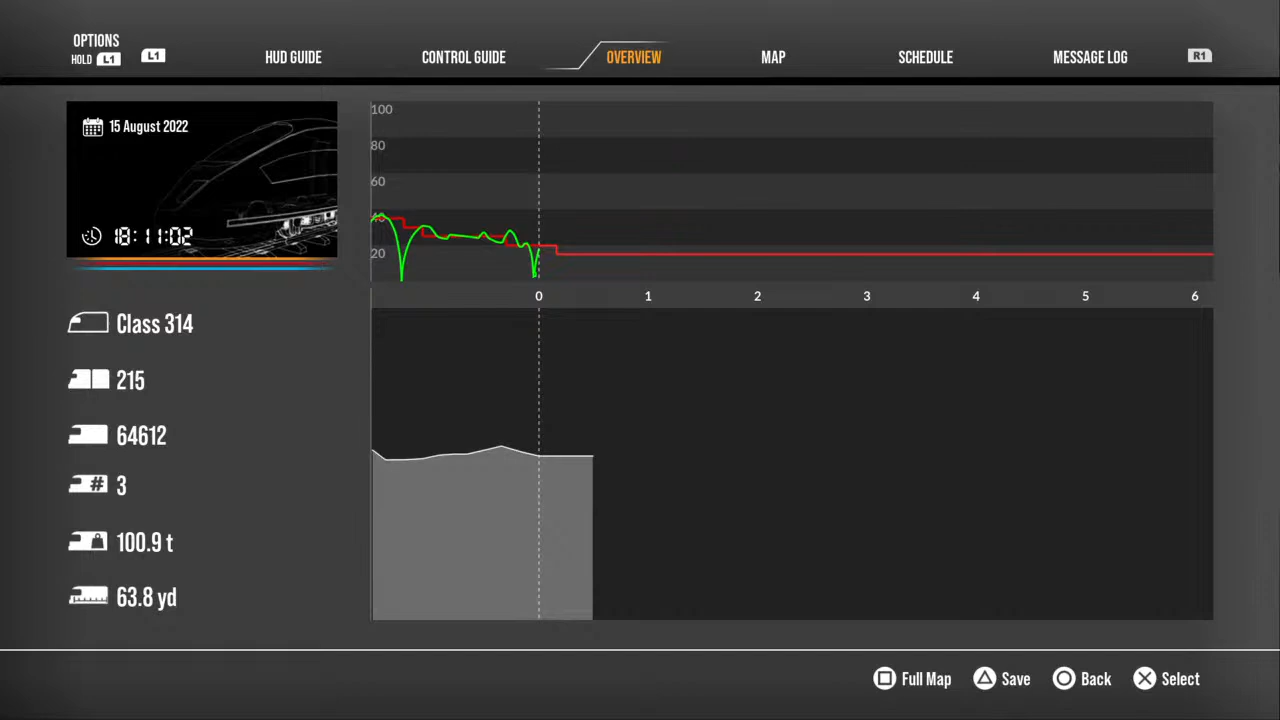 OPTIONS
HOLD L1
L1
HUD GUIDE
CONTROL GUIDE
OVERVIEW
MAP
SCHEDULE
MESSAGE LOG
R1
15 August 2022
18:11:02
Class 314
215
64612
# 3
100.9 t
63.8 yd
100
80
60
40
20
0 1 2 3 4 5 6
Full Map
Save
Back
Select